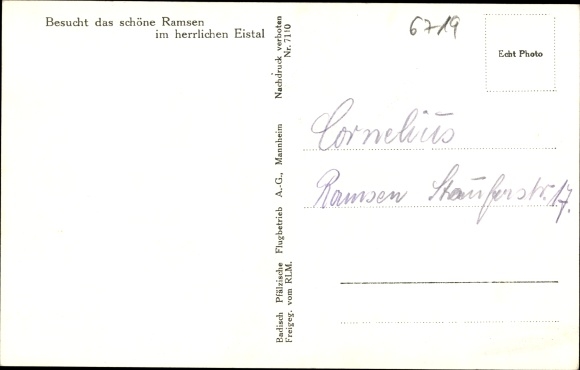 Besucht das schöne Ramsen
im herrlichen Eistal
6719
Echt Photo
Badisch Pfälzische Flugbetrieb A.-G., Mannheim Nachdruck verboten
Freigeg. vom RLM. Nr. 7110
Cornelius
Ramsen Stauferstr. 17.